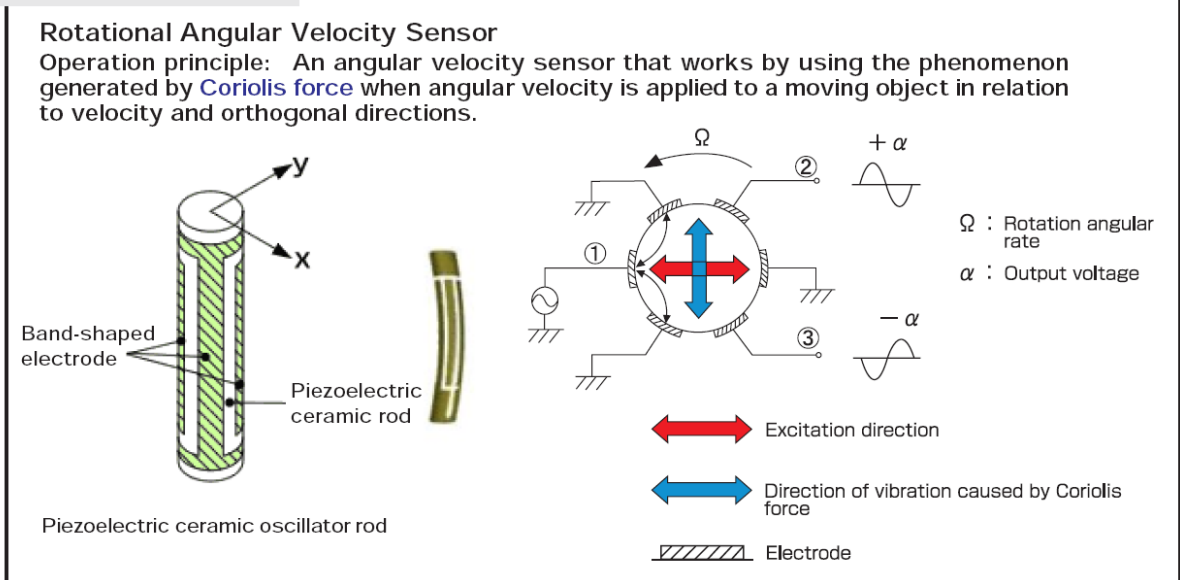 Rotational Angular Velocity Sensor
Operation principle: An angular velocity sensor that works by using the phenomenon
generated by Coriolis force when angular velocity is applied to a moving object in relation
to velocity and orthogonal directions.
y
x
Band-shaped
electrode
Piezoelectric
ceramic rod
Piezoelectric ceramic oscillator rod
Ω
②
+ α
①
③
− α
Ω : Rotation angular
rate
α : Output voltage
Excitation direction
Direction of vibration caused by Coriolis
force
Electrode